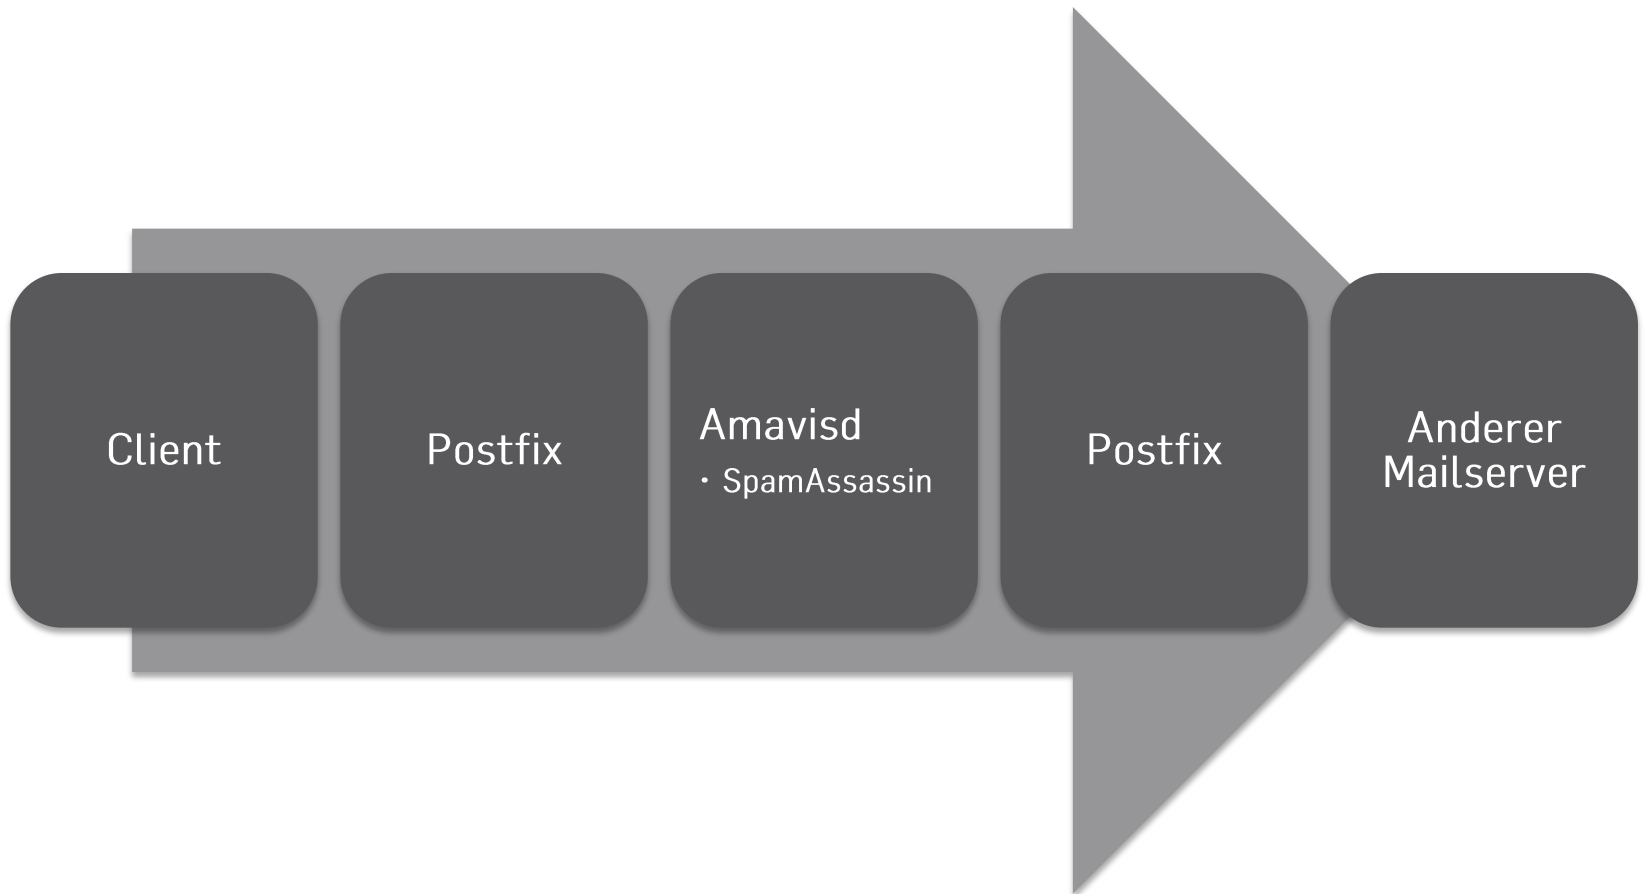 Client
Postfix
Amavisd
· SpamAssassin
Postfix
Anderer
Mailserver